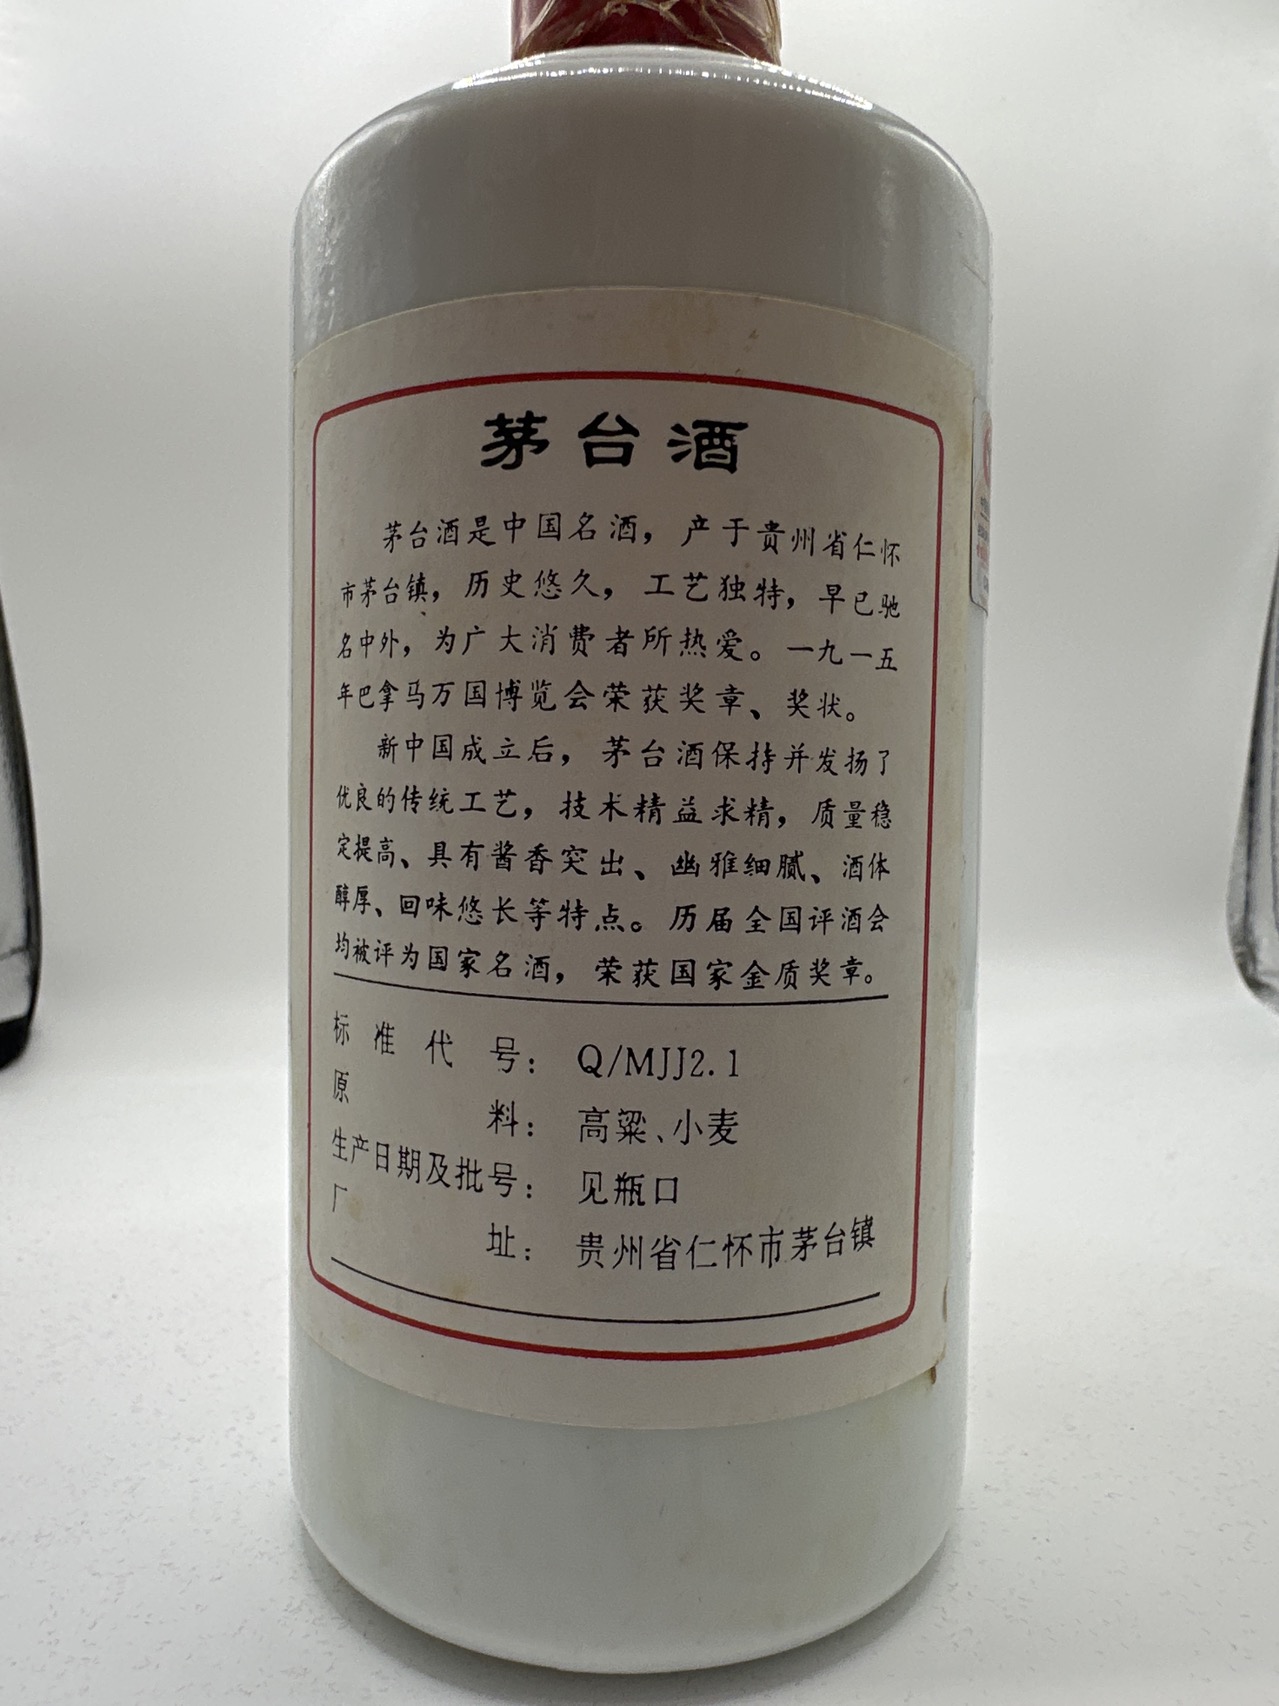 茅台酒
茅台酒是中国名酒，产于贵州省仁怀
市茅台镇，历史悠久，工艺独特，早已驰
名中外，为广大消费者所热爱。一九一五
年巴拿马万国博览会荣获奖章、奖状。
新中国成立后，茅台酒保持并发扬了
优良的传统工艺，技术精益求精，质量稳
定提高、具有酱香突出、幽雅细腻、酒体
醇厚、回味悠长等特点。历届全国评酒会
均被评为国家名酒，荣获国家金质奖章。
标准代号：Q/MJJ2.1
原料：高粱、小麦
生产日期及批号：见瓶口
厂址：贵州省仁怀市茅台镇